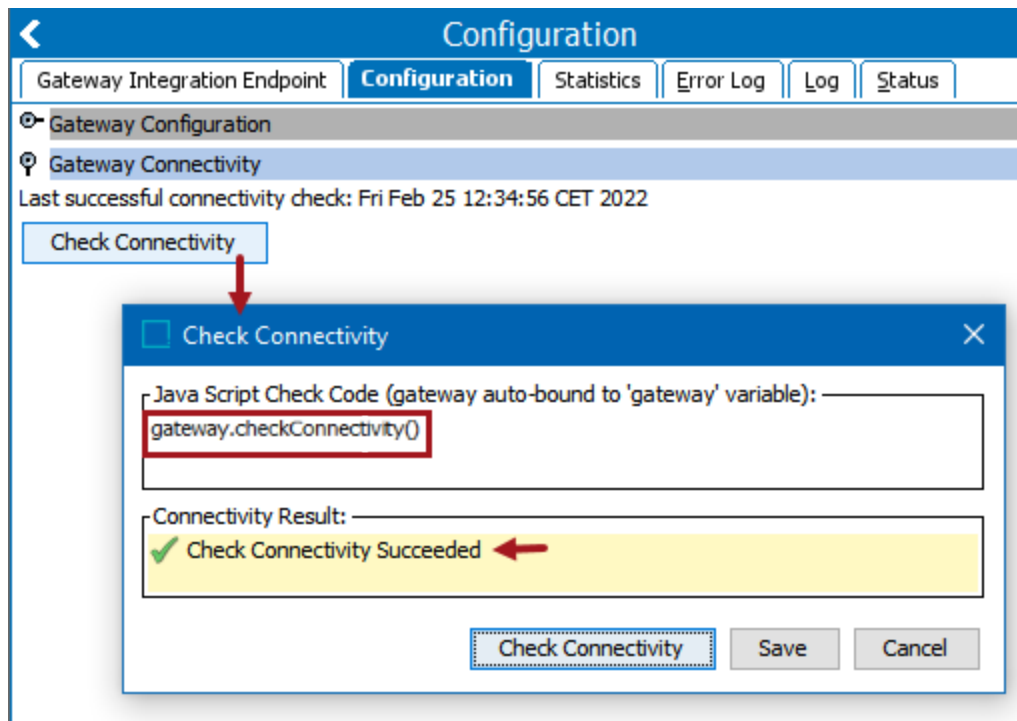 Configuration
Gateway Integration Endpoint Configuration Statistics Error Log Log Status
Gateway Configuration
Gateway Connectivity
Last successful connectivity check: Fri Feb 25 12:34:56 CET 2022
Check Connectivity
Check Connectivity
Java Script Check Code (gateway auto-bound to 'gateway' variable):
gateway.checkConnectivity()
Connectivity Result:
Check Connectivity Succeeded
Check Connectivity Save Cancel